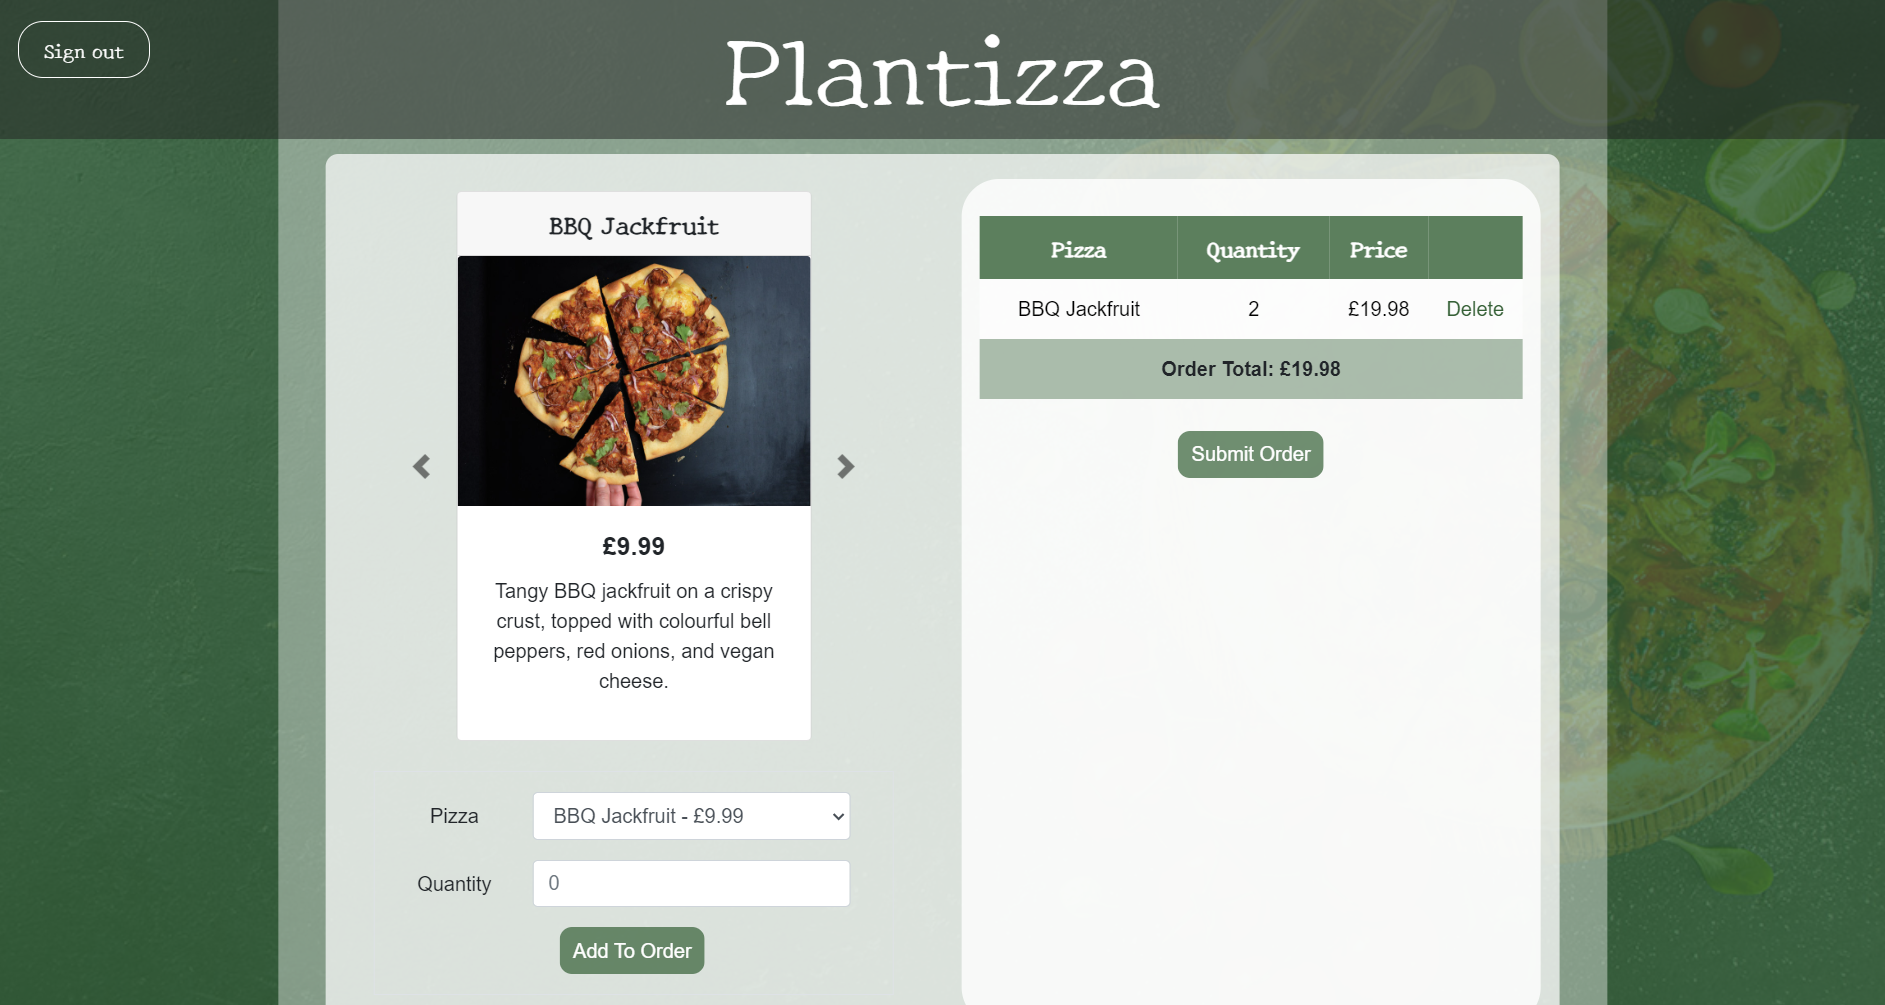 Sign out
Plantizza
BBQ Jackfruit
£9.99
Tangy BBQ jackfruit on a crispy
crust, topped with colourful bell
peppers, red onions, and vegan
cheese.
Pizza
BBQ Jackfruit - £9.99
Quantity
0
Add To Order
Pizza Quantity Price
BBQ Jackfruit 2 £19.98 Delete
Order Total: £19.98
Submit Order